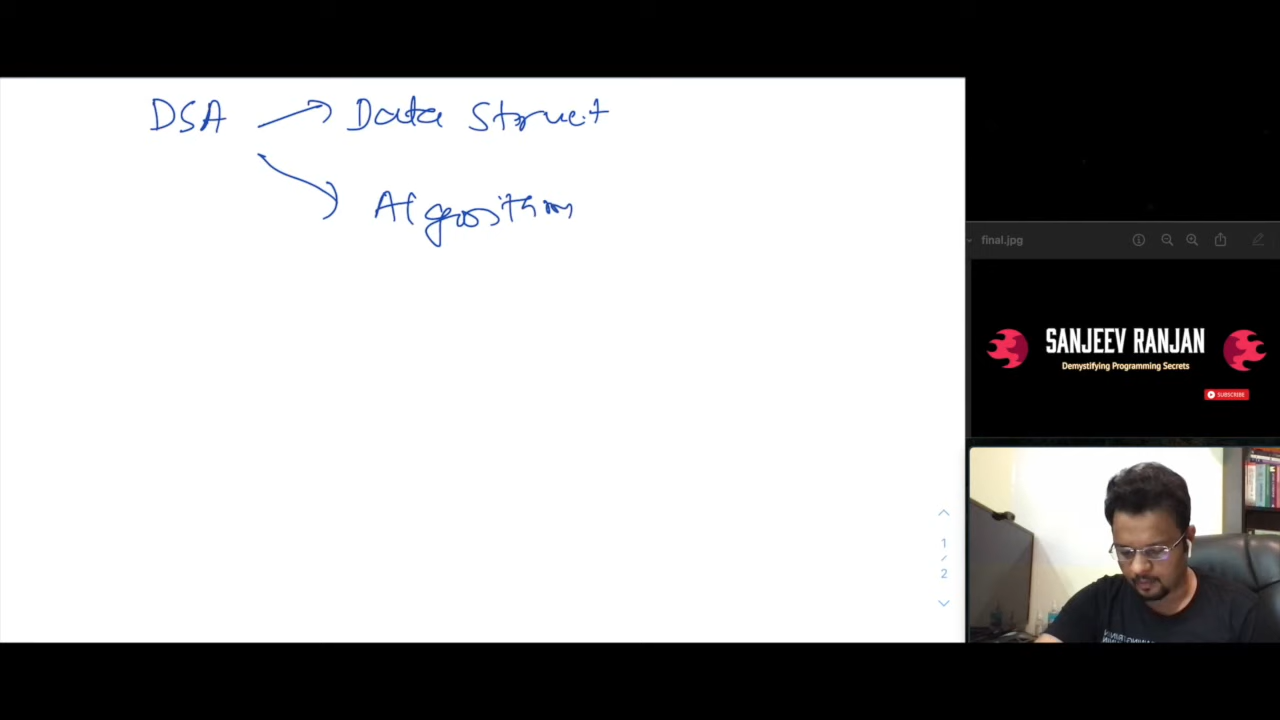 DSA → Data Struct
Algorithm
final.jpg
SANJEEV RANJAN
Demystifying Programming Secrets
SUBSCRIBE
1
/
2